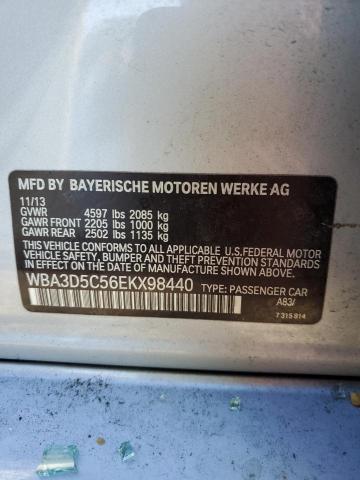 MFD BY BAYERISCHE MOTOREN WERKE AG
11/13
GVWR 4597 lbs 2085 kg
GAWR FRONT 2205 lbs 1000 kg
GAWR REAR 2502 lbs 1135 kg
THIS VEHICLE CONFORMS TO ALL APPLICABLE U.S.FEDERAL MOTOR
VEHICLE SAFETY, BUMPER AND THEFT PREVENTION STANDARDS
IN EFFECT ON THE DATE OF MANUFACTURE SHOWN ABOVE.
WBA3D5C56EKX98440 TYPE: PASSENGER CAR
A83/
7315814